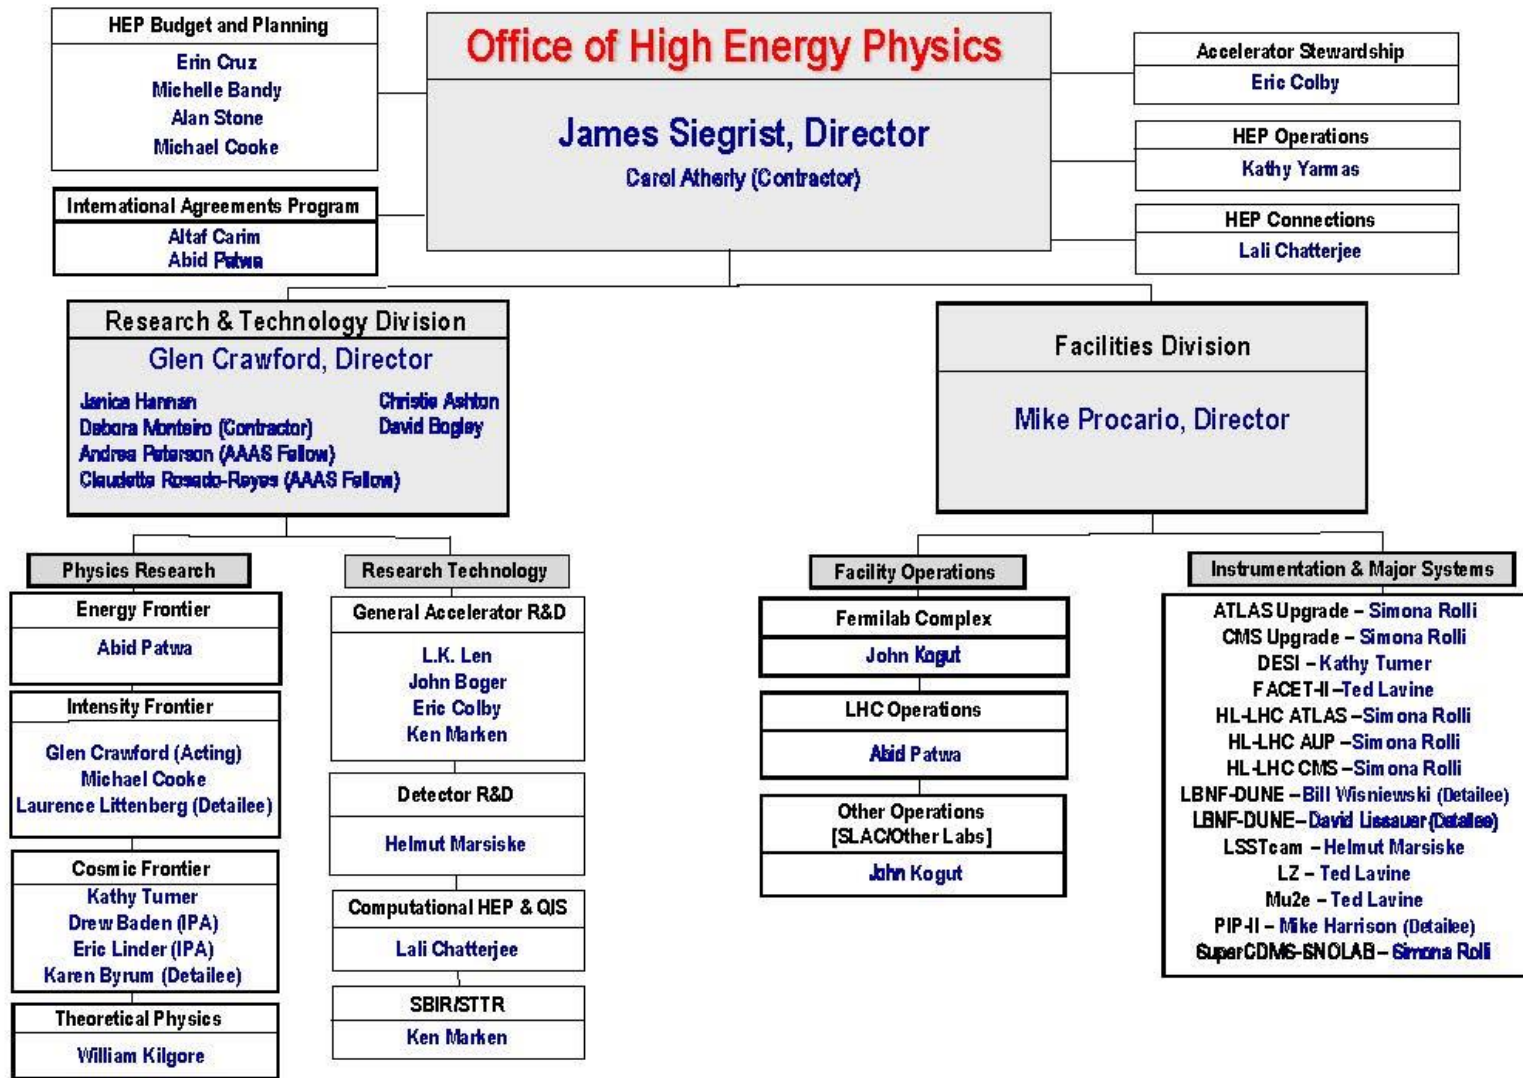 HEP Budget and Planning
Erin Cruz
Michelle Bandy
Alan Stone
Michael Cooke
International Agreements Program
Altaf Carim
Abid Patwa
Office of High Energy Physics
James Siegrist, Director
Carol Atherly (Contractor)
Accelerator Stewardship
Eric Colby
HEP Operations
Kathy Yarmas
HEP Connections
Lali Chatterjee
Research & Technology Division
Glen Crawford, Director
Janice Hannan
Christie Ashton
Debora Monteiro (Contractor)
David Bogley
Andrea Peterson (AAAS Fellow)
Claudette Rosado-Reyes (AAAS Fellow)
Facilities Division
Mike Procario, Director
Physics Research
Energy Frontier
Abid Patwa
Intensity Frontier
Glen Crawford (Acting)
Michael Cooke
Laurence Littenberg (Detailee)
Cosmic Frontier
Kathy Turner
Drew Baden (IPA)
Eric Linder (IPA)
Karen Byrum (Detailee)
Theoretical Physics
William Kilgore
Research Technology
General Accelerator R&D
L.K. Len
John Boger
Eric Colby
Ken Marken
Detector R&D
Helmut Marsiske
Computational HEP & QIS
Lali Chatterjee
SBIR/STTR
Ken Marken
Facility Operations
Fermilab Complex
John Kogut
LHC Operations
Abid Patwa
Other Operations
[SLAC/Other Labs]
John Kogut
Instrumentation & Major Systems
ATLAS Upgrade – Simona Rolli
CMS Upgrade – Simona Rolli
DESI – Kathy Turner
FACET-II –Ted Lavine
HL-LHC ATLAS –Simona Rolli
HL-LHC AUP – Simona Rolli
HL-LHC CMS – Simona Rolli
LBNF-DUNE – Bill Wisniewski (Detailee)
LBNF-DUNE – David Lissauer (Detailee)
LSSTcam – Helmut Marsiske
LZ – Ted Lavine
Mu2e – Ted Lavine
PIP-II – Mike Harrison (Detailee)
SuperCDMS-SNOLAB – Simona Rolli